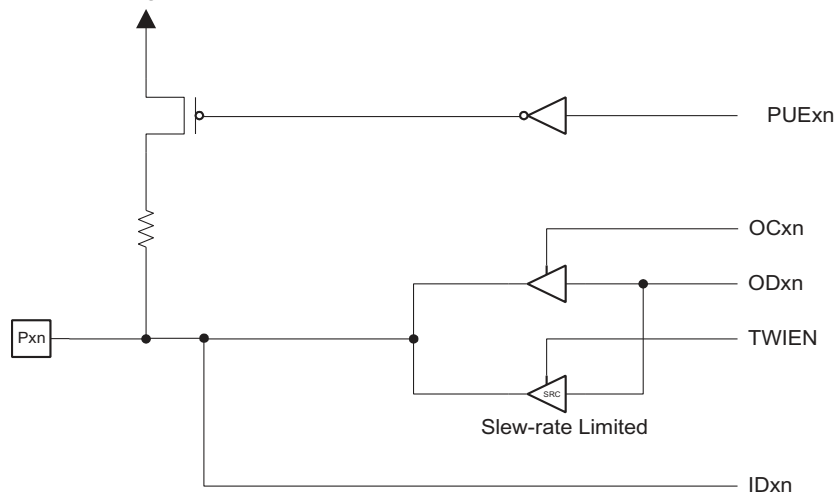 PUExn
OCxn
ODxn
Pxn
TWIEN
SRC
Slew-rate Limited
IDxn